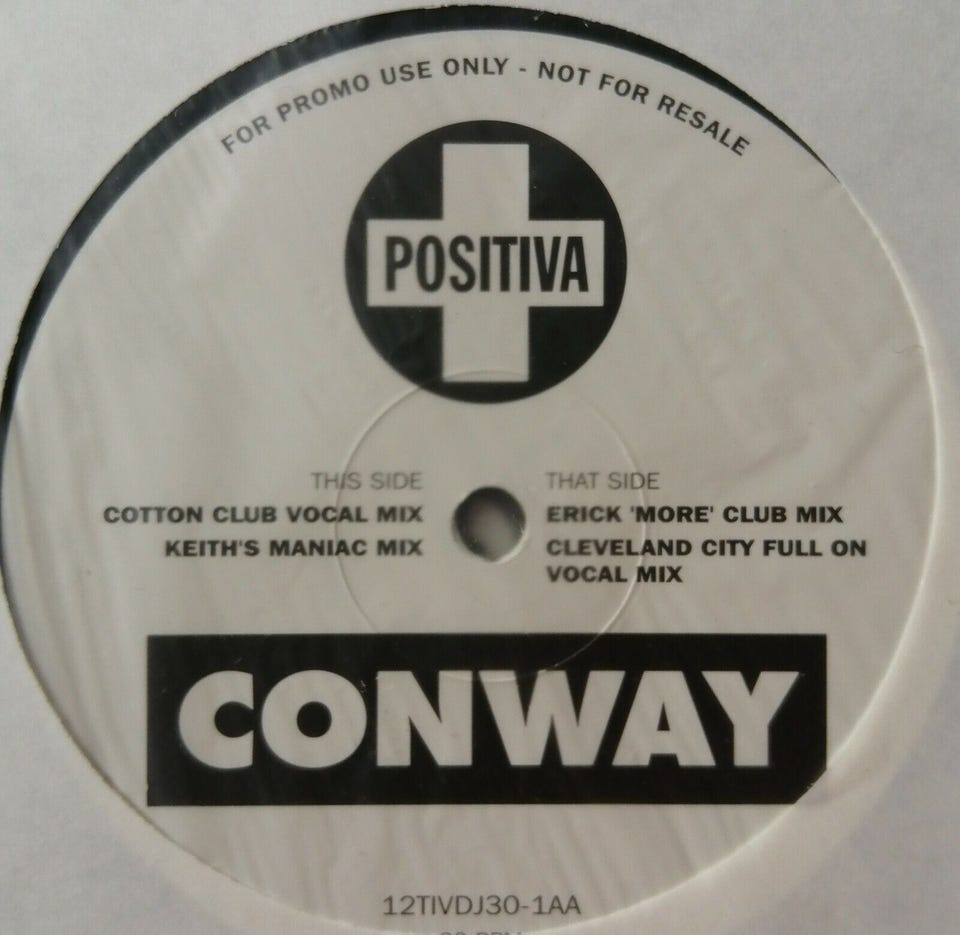 FOR PROMO USE ONLY - NOT FOR RESALE
POSITIVA
THIS SIDE
COTTON CLUB VOCAL MIX
KEITH'S MANIAC MIX
THAT SIDE
ERICK 'MORE' CLUB MIX
CLEVELAND CITY FULL ON
VOCAL MIX
CONWAY
12TIVDJ30-1AA